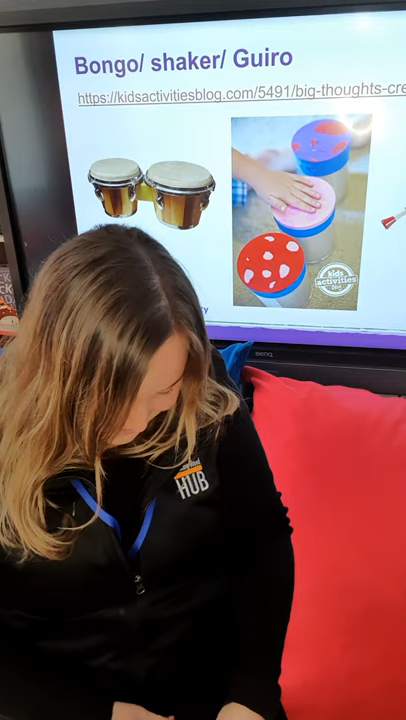 Bongo/ shaker/ Guiro
https://kidsactivitiesblog.com/5491/big-thoughts-cre
kids
activities
BenQ
HUB